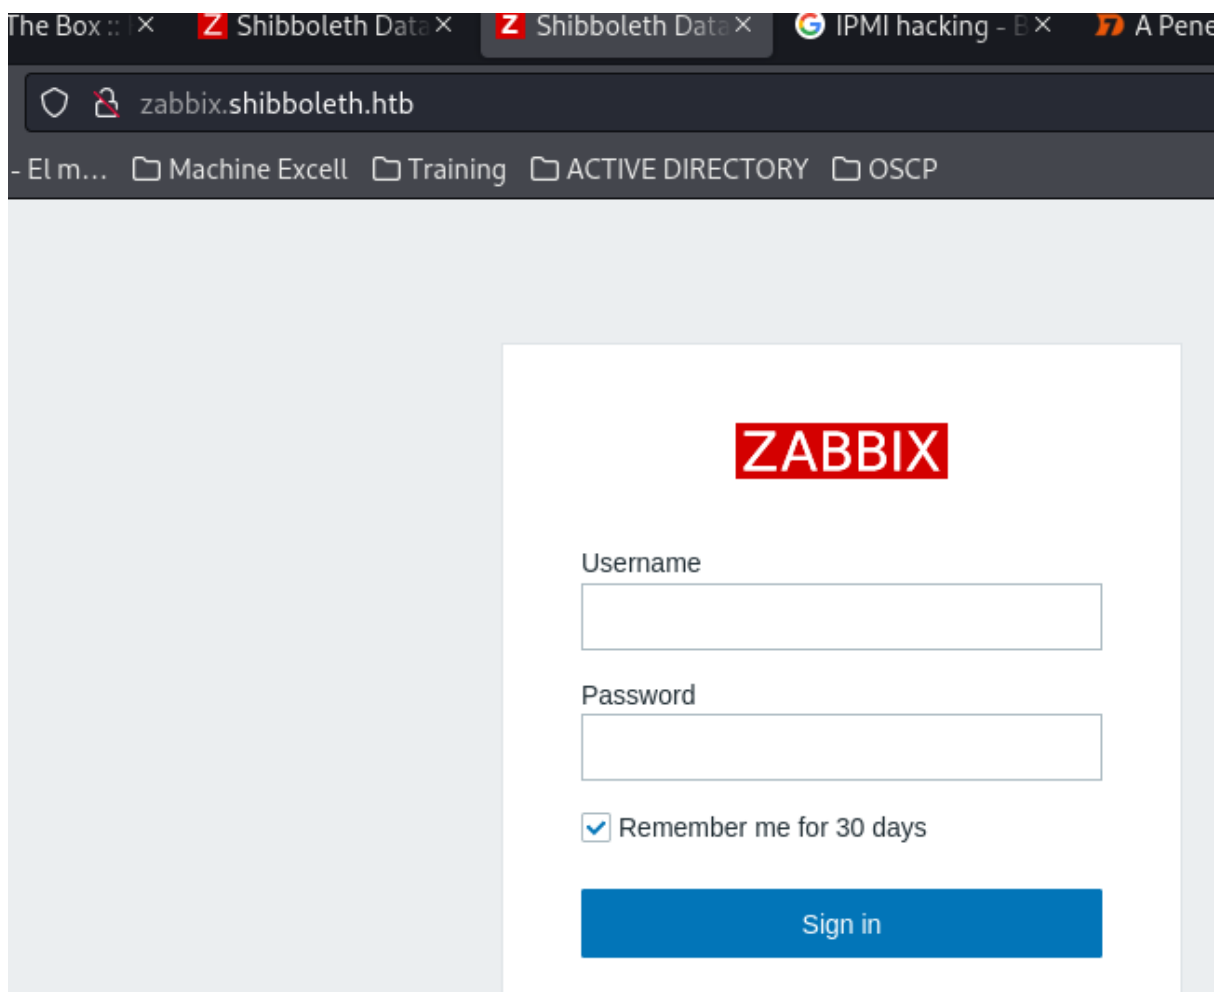 The Box :: Z Shibboleth Data Z Shibboleth Data G IPMI hacking - B A Pene
zabbix.shibboleth.htb
- El m... Machine Excell Training ACTIVE DIRECTORY OSCP
ZABBIX
Username
Password
Remember me for 30 days
Sign in